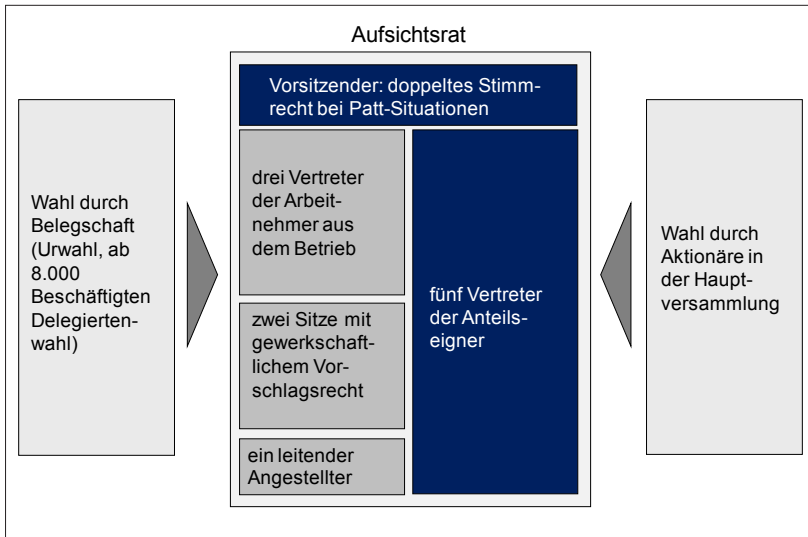 Aufsichtsrat
Vorsitzender: doppeltes Stimm-
recht bei Patt-Situationen
Wahl durch
Belegschaft
(Urwahl, ab
8.000
Beschäftigten
Delegierten-
wahl)
drei Vertreter
der Arbeit-
nehmer aus
dem Betrieb
zwei Sitze mit
gewerkschaft-
lichem Vor-
schlagsrecht
ein leitender
Angestellter
fünf Vertreter
der Anteils-
eigner
Wahl durch
Aktionäre in
der Haupt-
versammlung